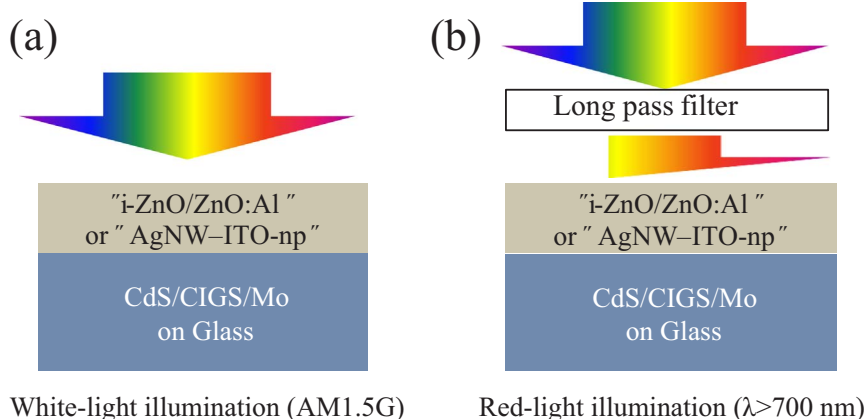 (a)
(b)
Long pass filter
"i-ZnO/ZnO:Al "
or " AgNW–ITO-np "
CdS/CIGS/Mo
on Glass
White-light illumination (AM1.5G)
"i-ZnO/ZnO:Al "
or " AgNW–ITO-np "
CdS/CIGS/Mo
on Glass
Red-light illumination (λ>700 nm)